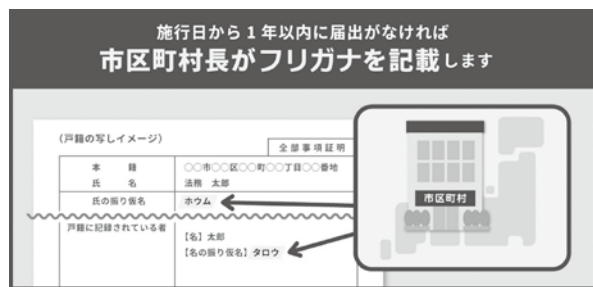 施行日から1年以内に届出がなければ
市区町村長がフリガナを記載します
(戸籍の写しイメージ)
全部事項証明
本 籍 ○○市○○区○○町○○丁目○○番地
氏 名 法務 太郎
氏の振り仮名 ホウム
戸籍に記録されている者
【名】太郎
【名の振り仮名】タロウ
市区町村